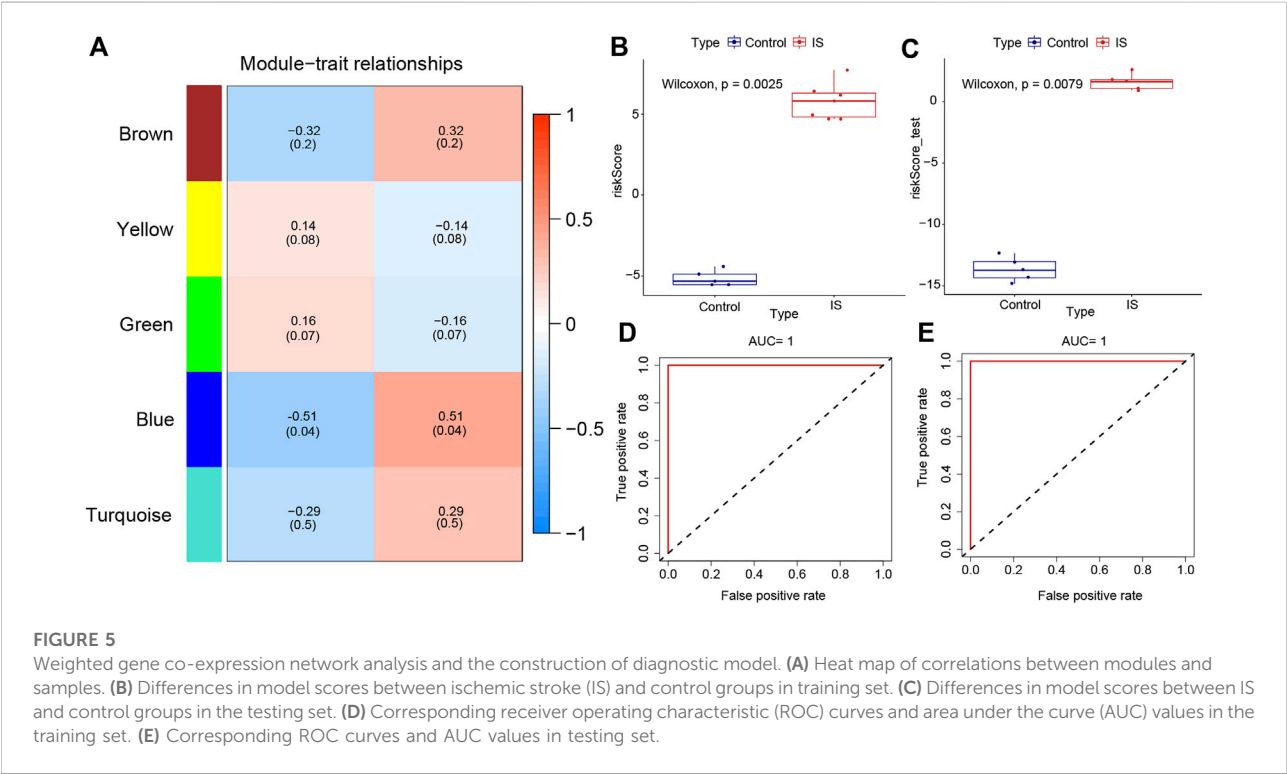 A
Module−trait relationships
Brown
Yellow
Green
Blue
Turquoise
−0.32
(0.2)
0.32
(0.2)
0.14
(0.08)
−0.14
(0.08)
0.16
(0.07)
−0.16
(0.07)
-0.51
(0.04)
0.51
(0.04)
−0.29
(0.5)
0.29
(0.5)
1
0.5
0
−0.5
−1
B
Type Control IS
Wilcoxon, p = 0.0025
riskScore
5
0
−5
Control
IS
Type
C
Type Control IS
Wilcoxon, p = 0.0079
riskScore_test
0
−5
−10
−15
Control
IS
Type
D
AUC= 1
True positive rate
1.0
0.8
0.6
0.4
0.2
0.0
0.0 0.2 0.4 0.6 0.8 1.0
False positive rate
E
AUC= 1
True positive rate
1.0
0.8
0.6
0.4
0.2
0.0
0.0 0.2 0.4 0.6 0.8 1.0
False positive rate
FIGURE 5
Weighted gene co-expression network analysis and the construction of diagnostic model. (A) Heat map of correlations between modules and
samples. (B) Differences in model scores between ischemic stroke (IS) and control groups in training set. (C) Differences in model scores between IS
and control groups in the testing set. (D) Corresponding receiver operating characteristic (ROC) curves and area under the curve (AUC) values in the
training set. (E) Corresponding ROC curves and AUC values in testing set.